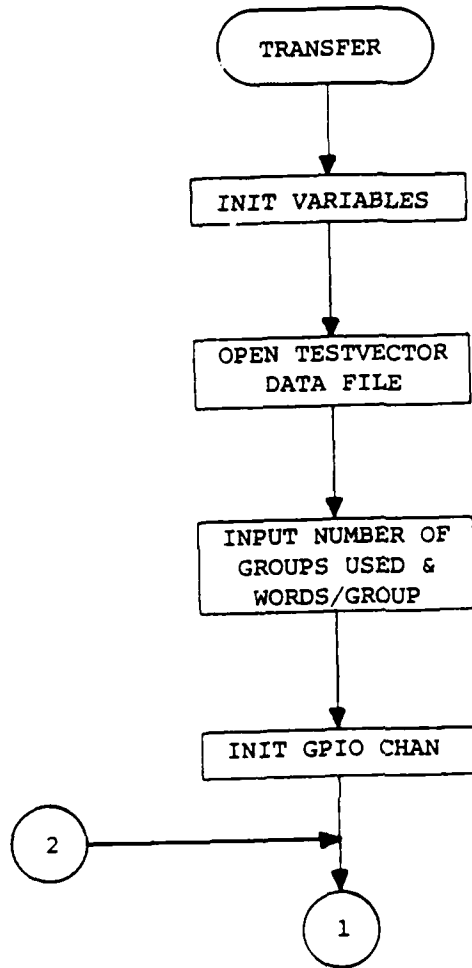 TRANSFER
INIT VARIABLES
OPEN TESTVECTOR
DATA FILE
INPUT NUMBER OF
GROUPS USED &
WORDS/GROUP
INIT GPIO CHAN
2
1